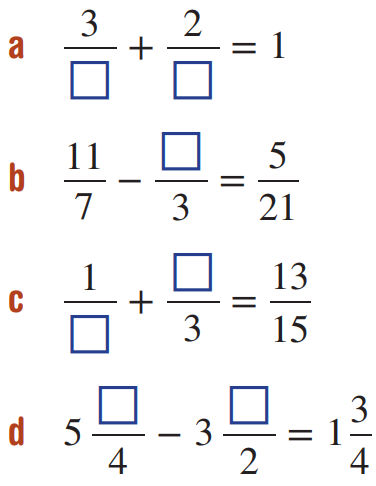 a 3/□ + 2/□ = 1
b 11/7 − □/3 = 5/21
c 1/□ + □/3 = 13/15
d 5 □/4 − 3 □/2 = 1 3/4